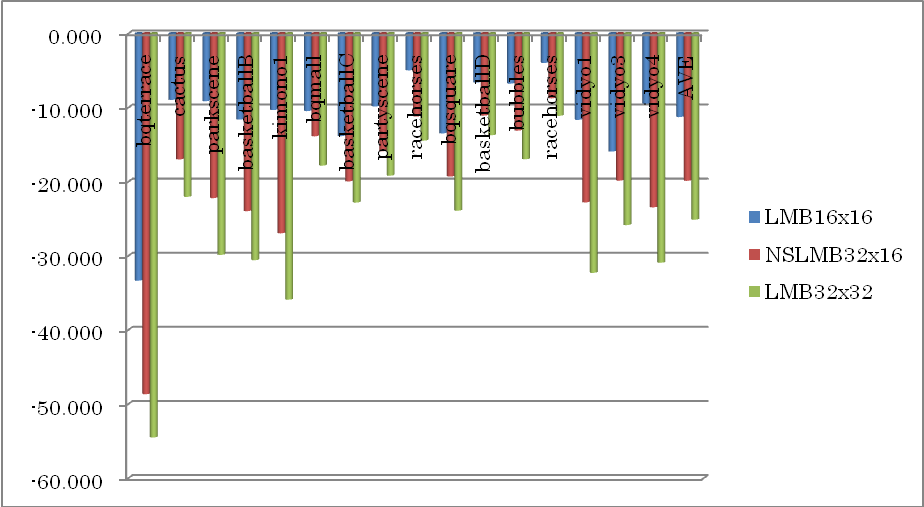 0.000
-10.000
-20.000
-30.000
-40.000
-50.000
-60.000
bqterrace
cactus
parkscene
basketballB
kimono1
bqmall
basketballC
partyscene
racehorses
bqsquare
basketballD
bubbles
racehorses
vidyo1
vidyo3
vidyo4
AVE
LMB16x16
NSLMB32x16
LMB32x32